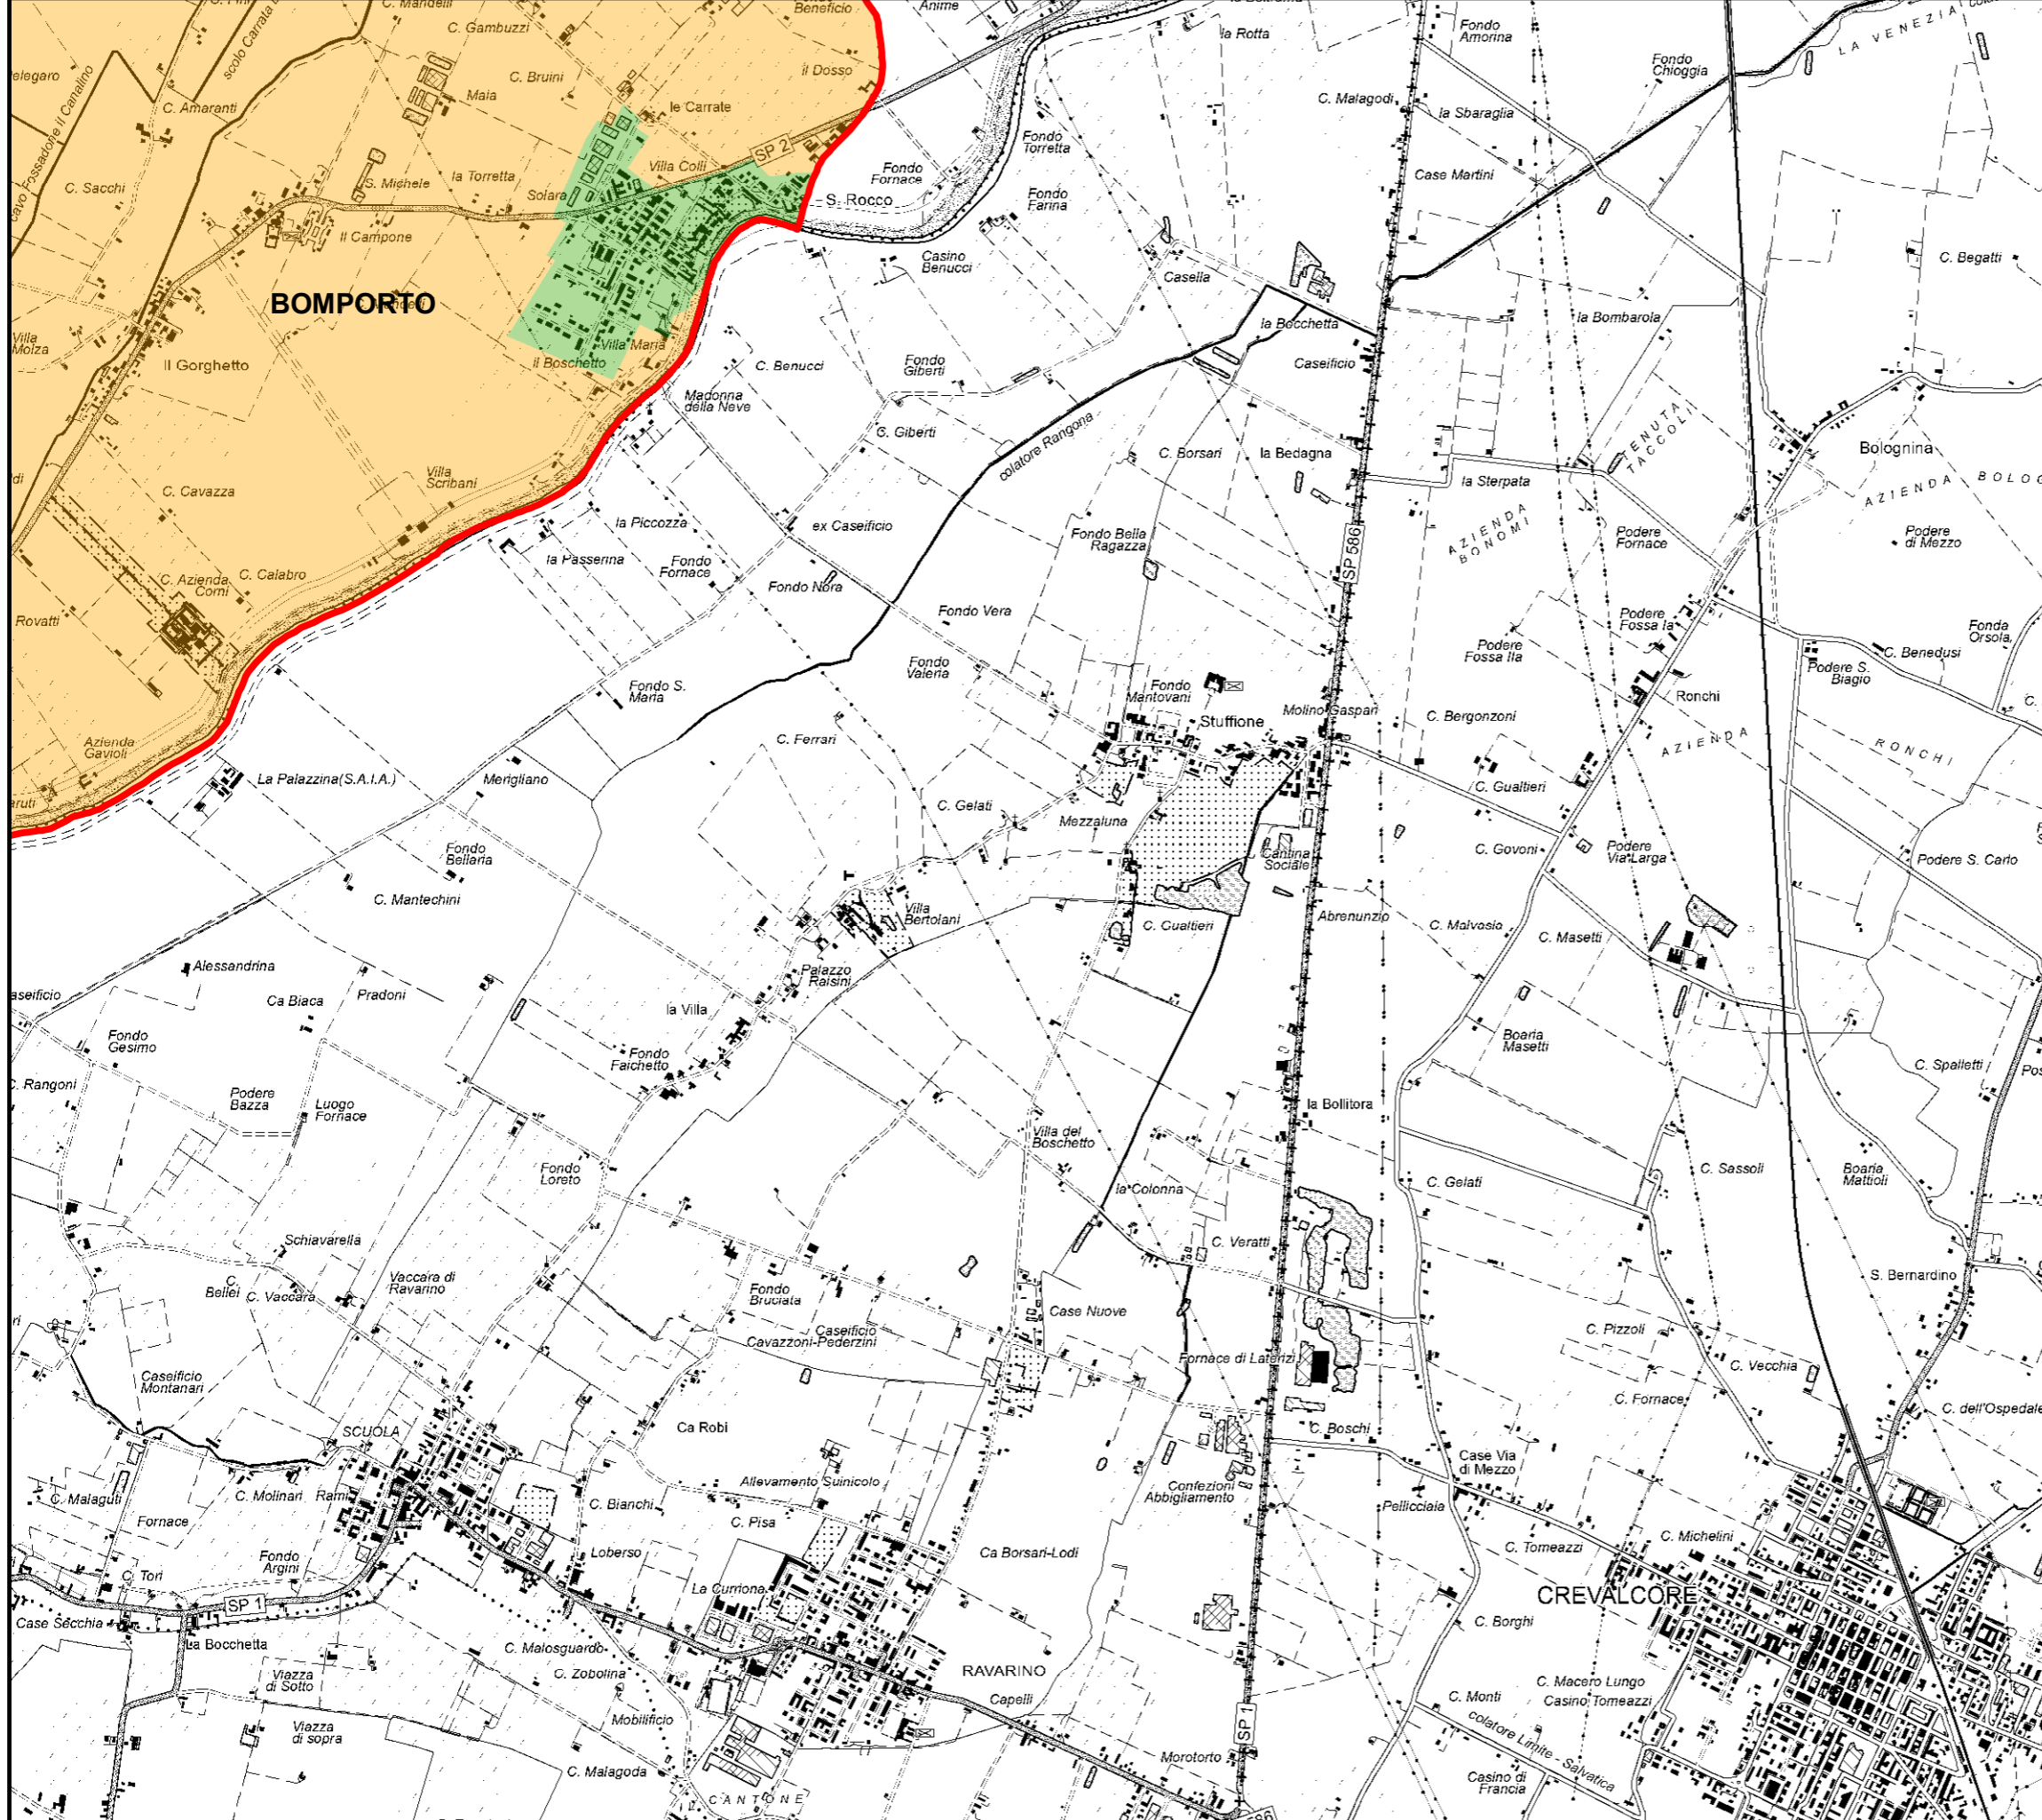 C. Mandelli
Beneficio
Anime
C. Gambuzzi
la Rotta
Fondo
Amorina
LA VENEZIA
C. Bruini
il Dosso
Fondo
Chioggia
scolo Carrata
cavo Fossadone il Canalino
C. Amaranti
Maia
le Carrate
C. Malagodi
la Sbaraglia
SP 2
Fondo
Torretta
C. Sacchi
S. Michele
la Torretta
Villa Colli
Fondo
Fornace
Case Martini
Solara
S. Rocco
Fondo
Farina
Il Campone
Casino
Benucci
Casella
C. Begatti
BOMPORTO
la Bocchetta
la Bombarola
Villa
Molza
Il Gorghetto
Villa Maria
il Boschetto
C. Benucci
Fondo
Giberti
Caseificio
Madonna
della Neve
colatore Rangona
C. Giberti
TENUTA
TACCOLI
Bolognina
C. Borsari
la Bedagna
Villa
Scribani
la Sterpata
C. Cavazza
AZIENDA
la Piccozza
ex Caseificio
Fondo Bella
Ragazza
SP 586
AZIENDA
BONOMI
Podere
Fornace
Podere
di Mezzo
la Passerina
Fondo
Fornace
Fondo Nora
C. Azienda
Corni
C. Calabro
Rovatti
Fondo Vera
Podere
Fossa Ia
Fonda
Orsola
Podere
Fossa IIa
C. Benedusi
Fondo
Valeria
Podere S.
Biagio
Fondo S.
Maria
Fondo
Mantovani
Ronchi
Stuffione
Molino Gaspari
C. Bergonzoni
AZIENDA
RONCHI
Azienda
Gavioli
C. Ferrari
La Palazzina(S.A.I.A.)
Merigliano
C. Gualtieri
C. Gelati
Mezzaluna
Fondo
Bellaria
Cantina
Sociale
C. Govoni
Podere
Via Larga
Podere S. Carlo
C. Mantechini
Villa
Bertolani
C. Gualtieri
Abrenunzio
C. Malvasia
C. Masetti
Alessandrina
Palazzo
Raisini
Ca Biaca
Pradoni
la Villa
Fondo
Gesimo
Fondo
Falchetto
Boaria
Masetti
C. Spalletti
C. Rangoni
Podere
Bazza
Luogo
Fornace
la Bollitora
Villa del
Boschetto
Fondo
Loreto
C. Sassoli
Boaria
Mattioli
la Colonna
C. Gelati
Schiavarella
C. Veratti
C.
Bellei
C. Vaccara
Vaccara di
Ravarino
Fondo
Bruciata
S. Bernardino
Case Nuove
Caseificio
Cavazzoni-Pederzini
C. Pizzoli
Fornace di Laterizi
C. Vecchia
Caseificio
Montanari
C. Fornace
C. dell'Ospedale
SCUOLA
Ca Robi
C. Boschi
Case Via
di Mezzo
Allevamento Suinicolo
Confezioni
Abbigliamento
C. Malaguti
C. Molinari
Rami
C. Bianchi
Pellicciaia
Fornace
C. Pisa
C. Michelini
Fondo
Argini
Loberso
Ca Borsari-Lodi
C. Tomeazzi
C. Tori
La Curriona
CREVALCORE
SP 1
Case Secchia
C. Borghi
La Bocchetta
C. Malosguardo
C. Zobolina
RAVARINO
Viazza
di Sotto
Capelli
C. Macero Lungo
Casino Tomeazzi
C. Monti
Mobilificio
colatore Limite - Salvatica
Viazza
di sopra
SP 1
Morotorto
C. Malagoda
Casino di
Francia
CANTONE